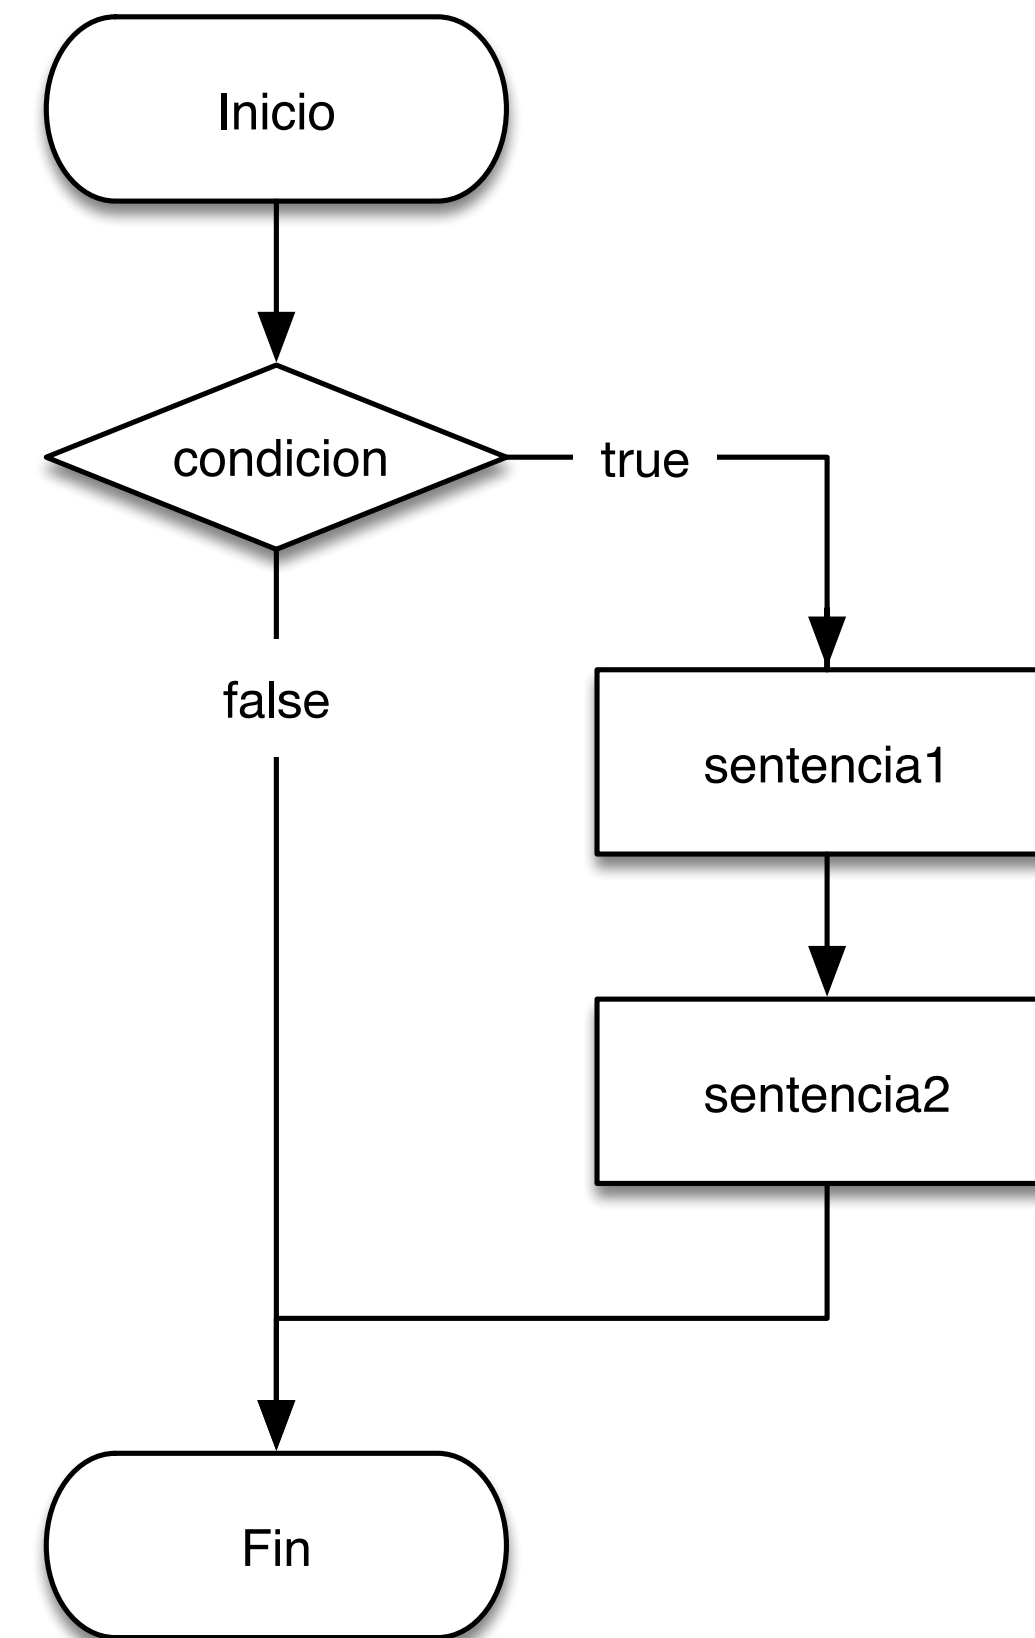 Inicio
condicion
true
false
sentencia1
sentencia2
Fin